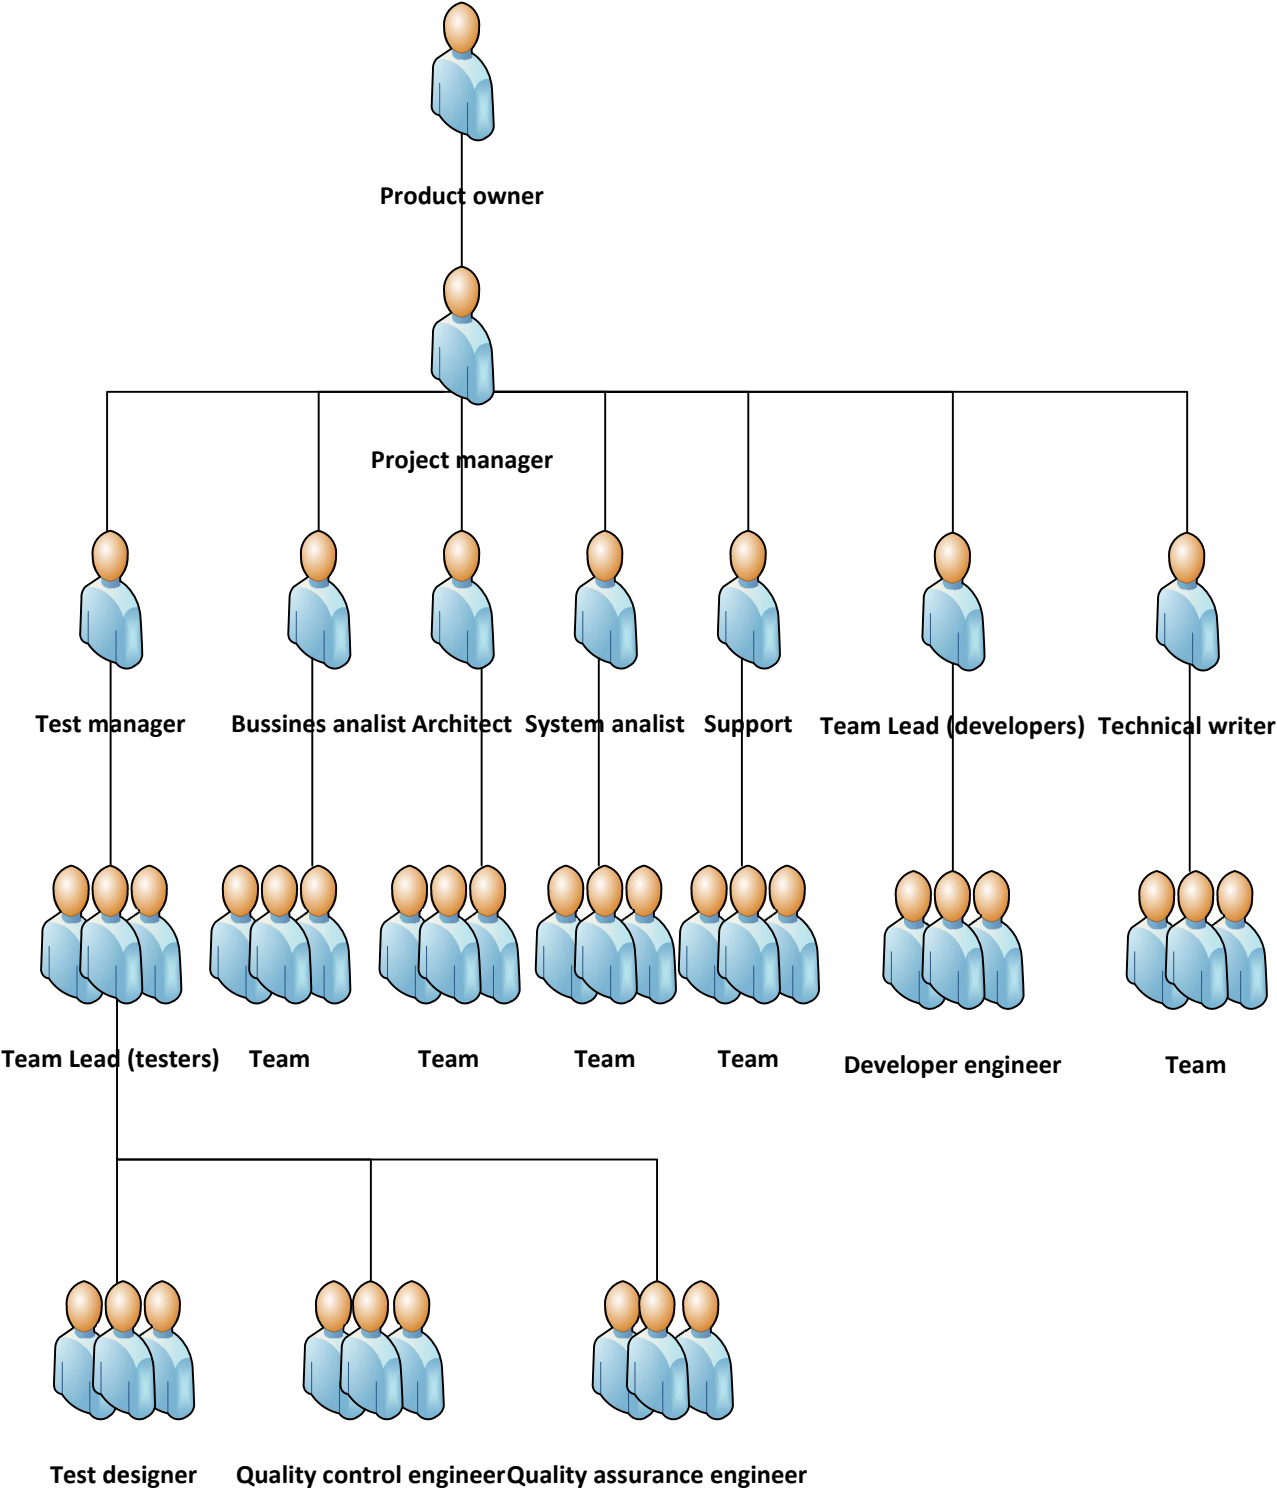 Product owner
Project manager
Test manager
Bussines analist
Architect
System analist
Support
Team Lead (developers)
Technical writer
Team Lead (testers)
Team
Team
Team
Team
Developer engineer
Team
Test designer
Quality control engineer
Quality assurance engineer